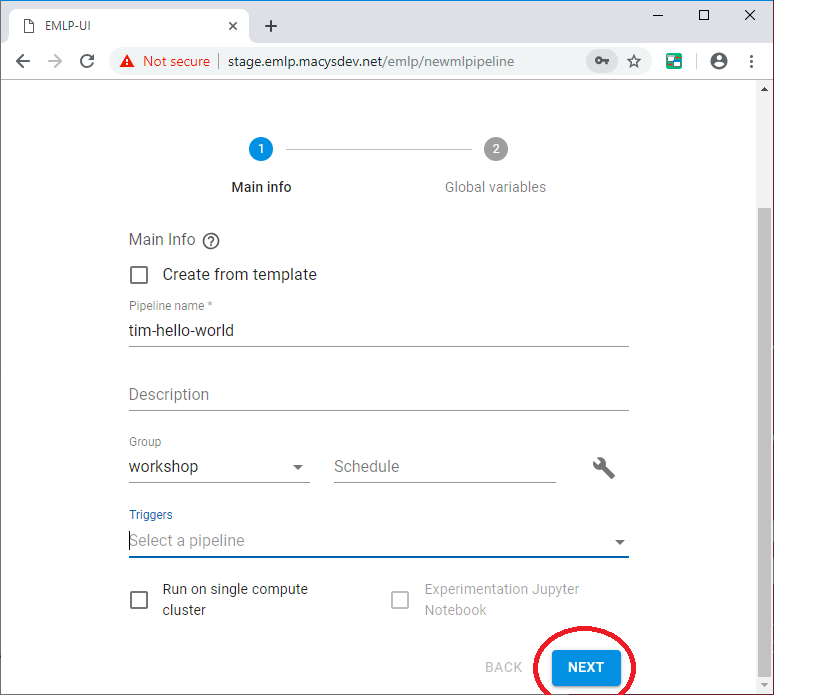 EMLP-UI
Not secure stage.emlp.macysdev.net/emlp/newmlpipeline
1 2
Main info Global variables
Main Info ?
Create from template
Pipeline name *
tim-hello-world
Description
Group
workshop Schedule
Triggers
Select a pipeline
Run on single compute cluster
Experimentation Jupyter Notebook
BACK NEXT